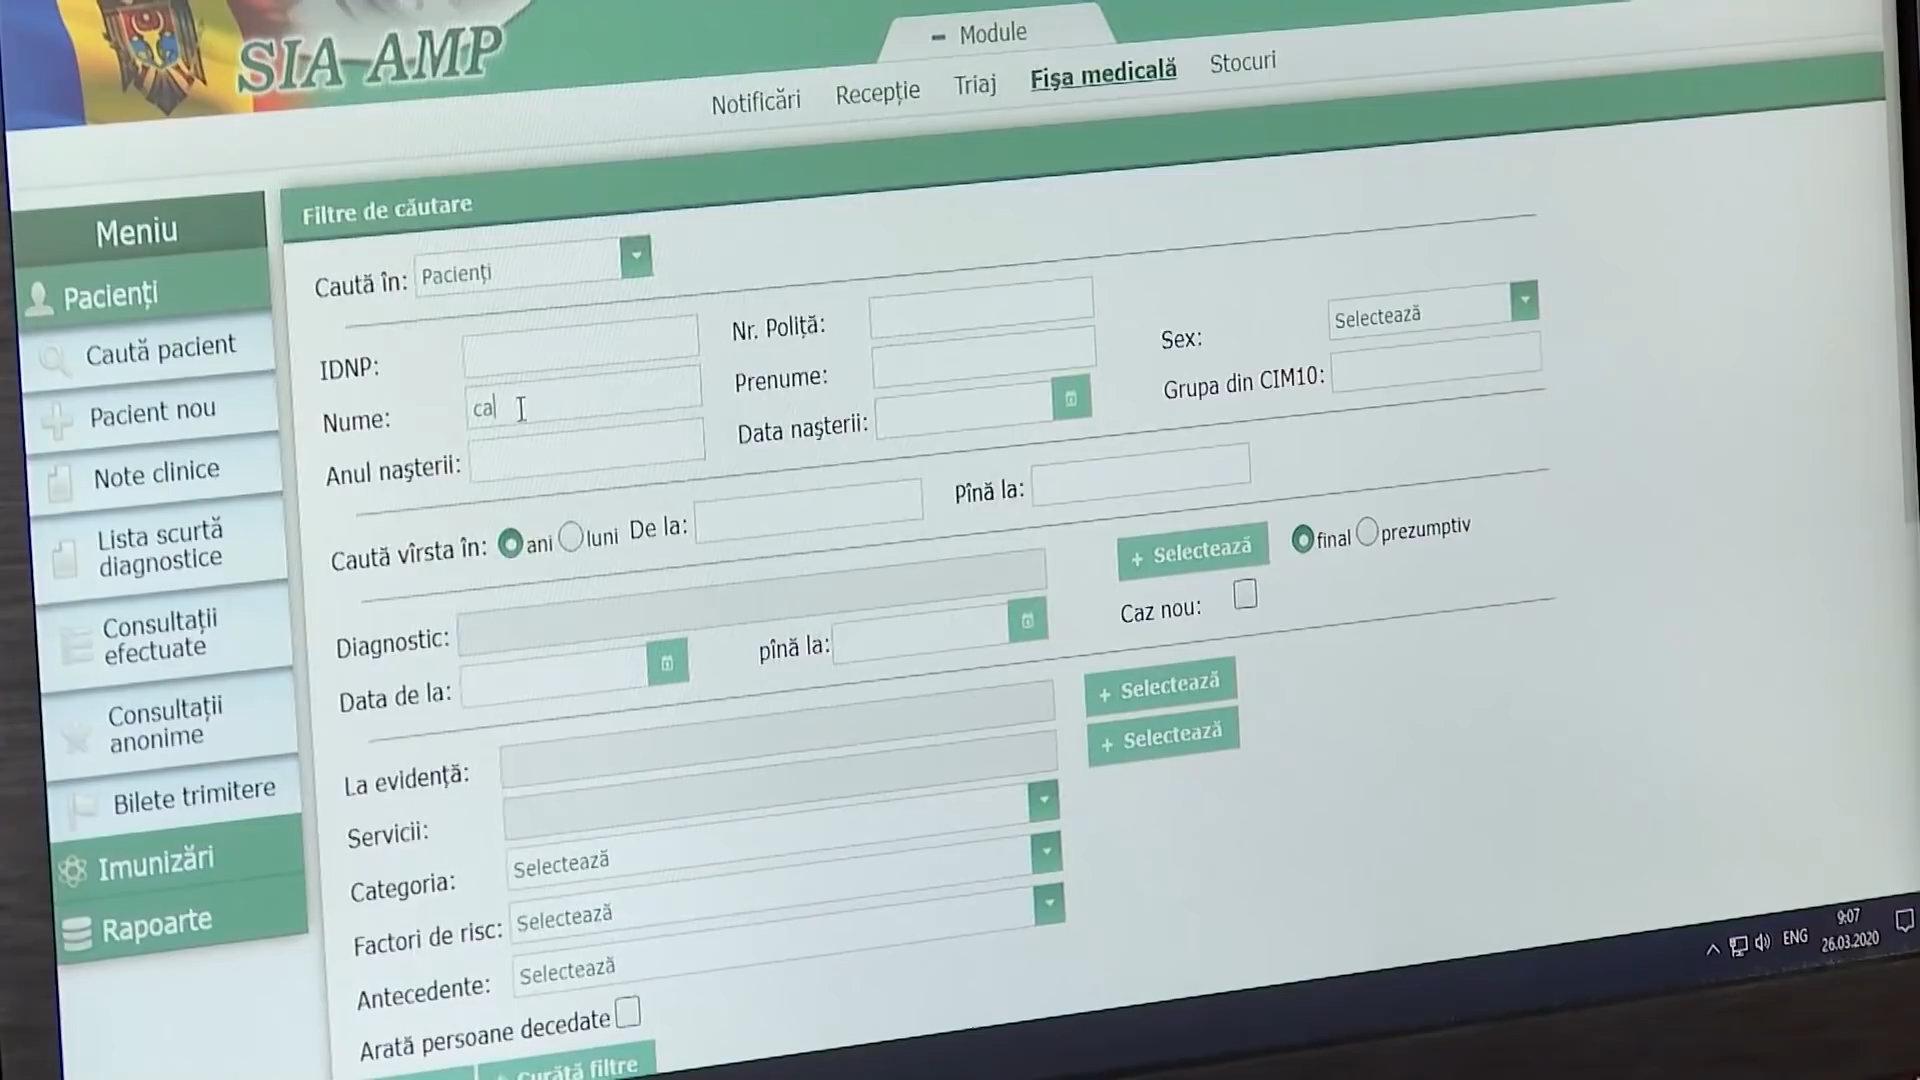 SIA AMP
Module
Notificări Recepție Triaj Fișa medicală Stocuri
Meniu
Pacienți
Caută pacient
Pacient nou
Note clinice
Lista scurtă
diagnostice
Consultații
efectuate
Consultații
anonime
Bilete trimitere
Imunizări
Rapoarte
Filtre de căutare
Caută în: Pacienți
IDNP: Nr. Poliță: Sex: Selectează
Nume: ca Prenume: Grupa din CIM10:
Anul nașterii: Data nașterii:
Caută vîrsta în: ani luni De la: Pînă la:
Diagnostic: + Selectează final prezumptiv
Data de la: pînă la: Caz nou:
La evidență: + Selectează
Servicii: + Selectează
Categoria: Selectează
Factori de risc: Selectează
Antecedente: Selectează
Arată persoane decedate
Curăță filtre
ENG 9:07
26.03.2020